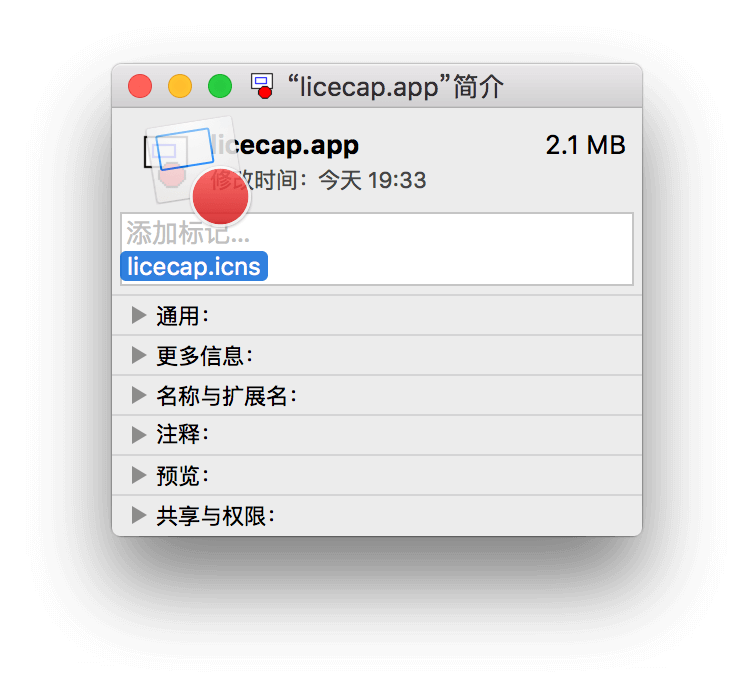 “licecap.app”简介
licecap.app 2.1 MB
修改时间：今天 19:33
添加标记...
licecap.icns
通用：
更多信息：
名称与扩展名：
注释：
预览：
共享与权限：